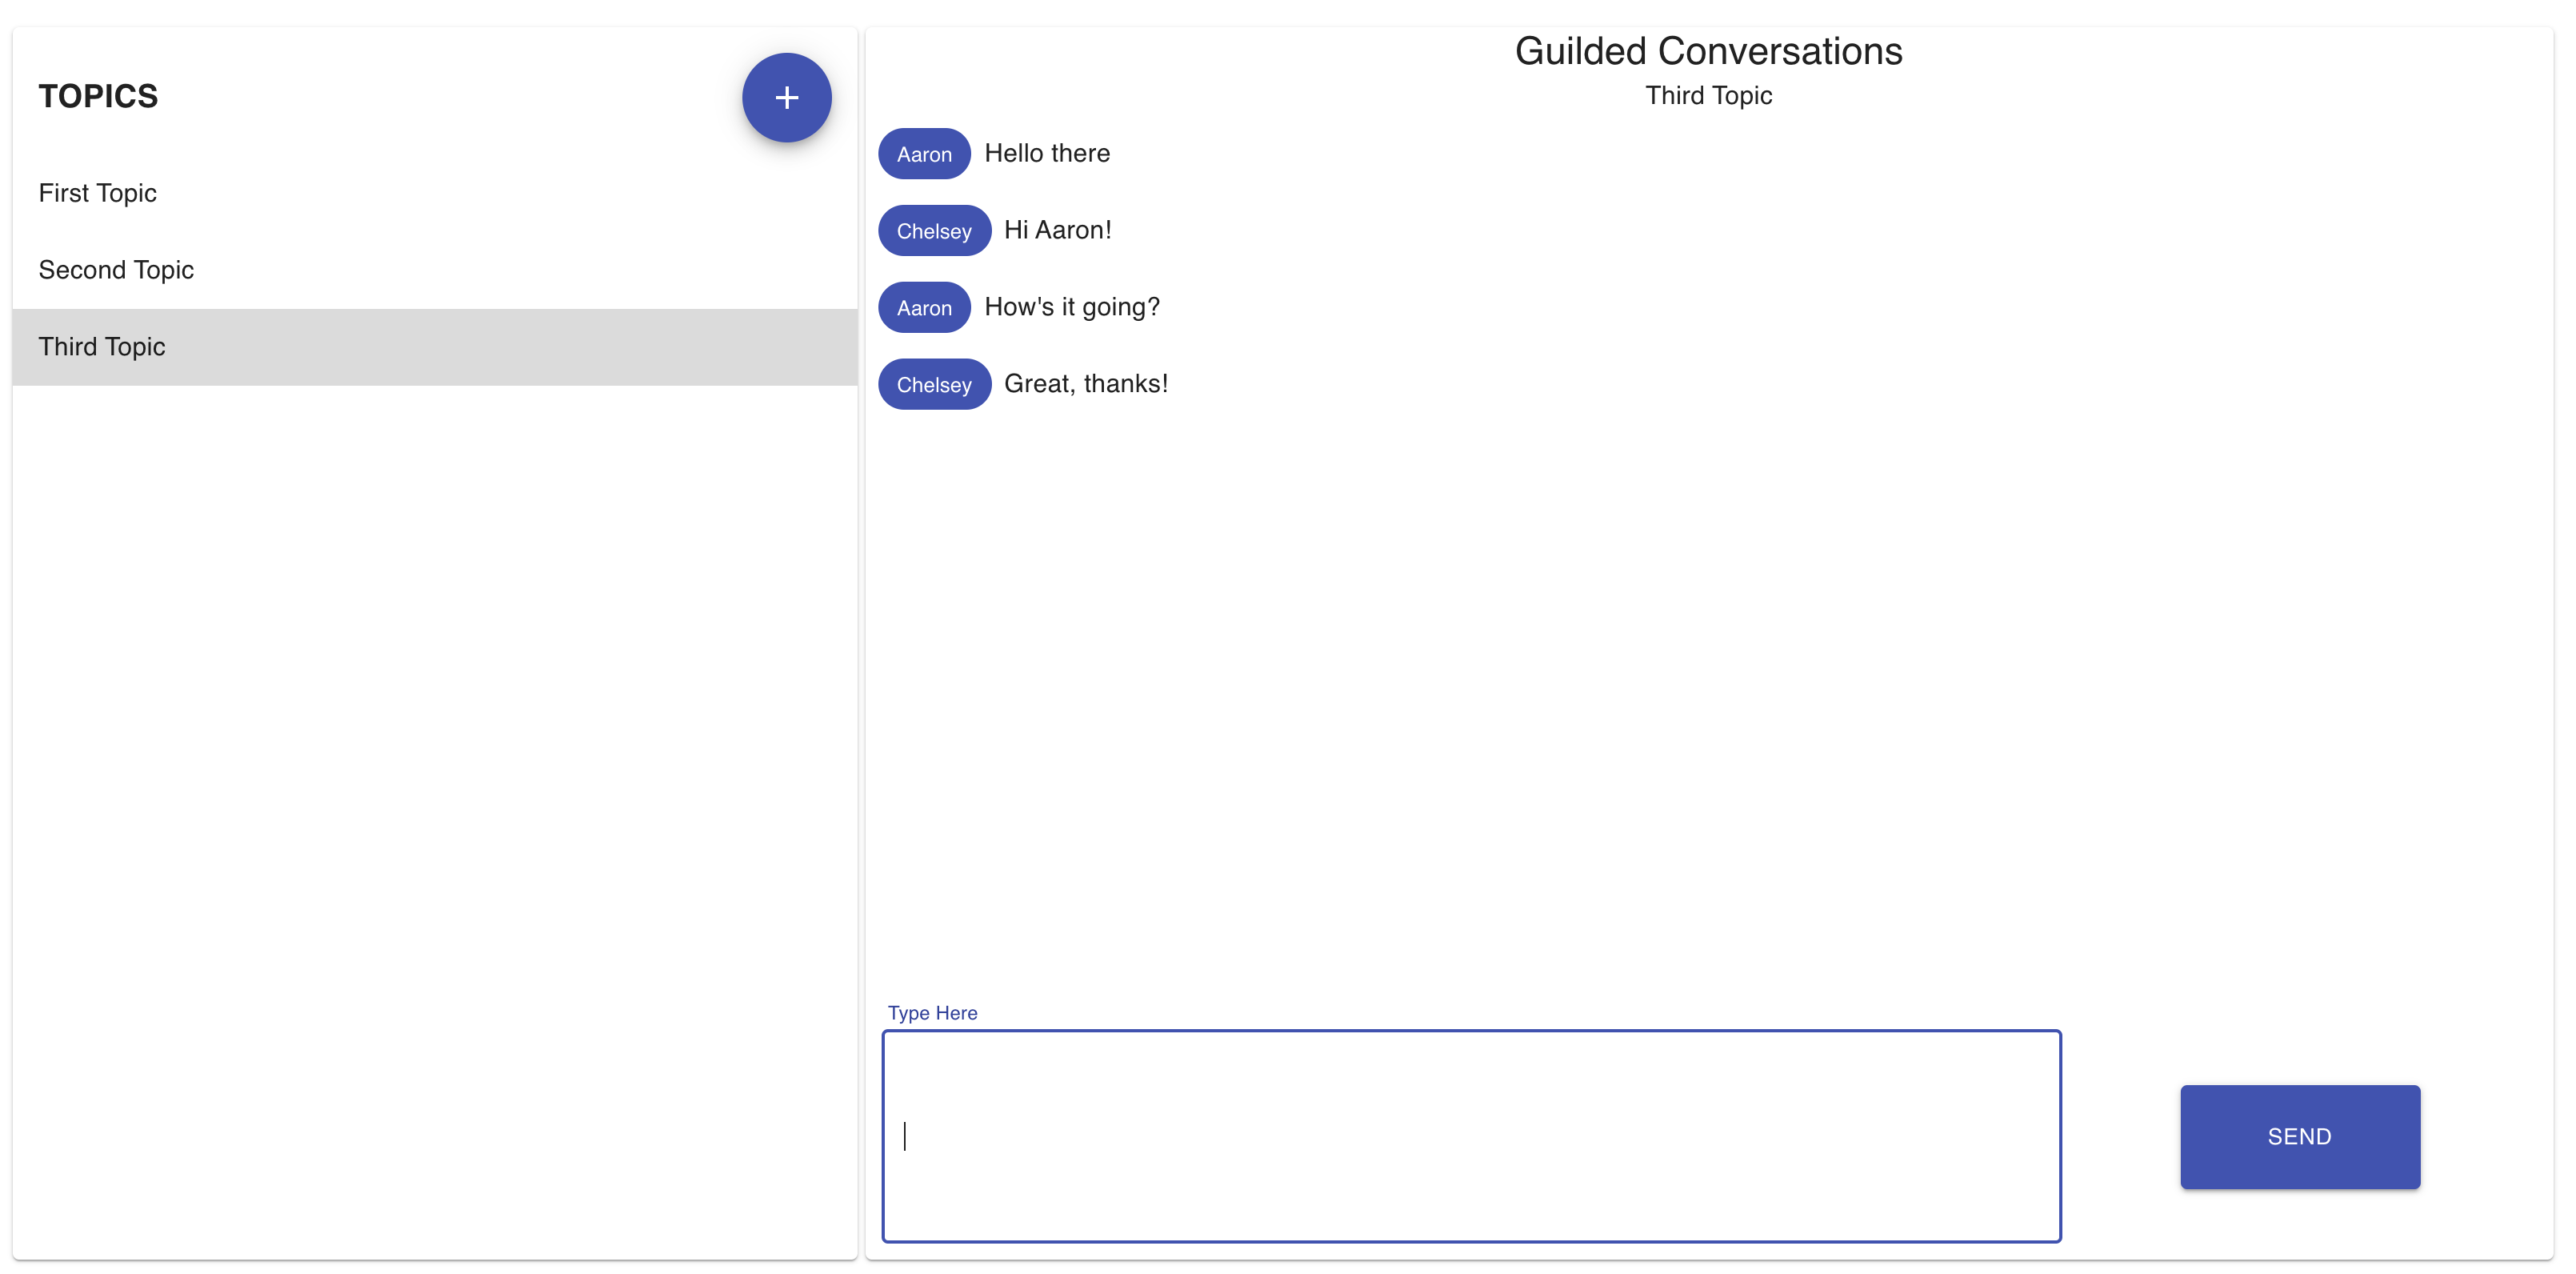 TOPICS
+
First Topic
Second Topic
Third Topic
Guilded Conversations
Third Topic
Aaron Hello there
Chelsey Hi Aaron!
Aaron How's it going?
Chelsey Great, thanks!
Type Here
SEND